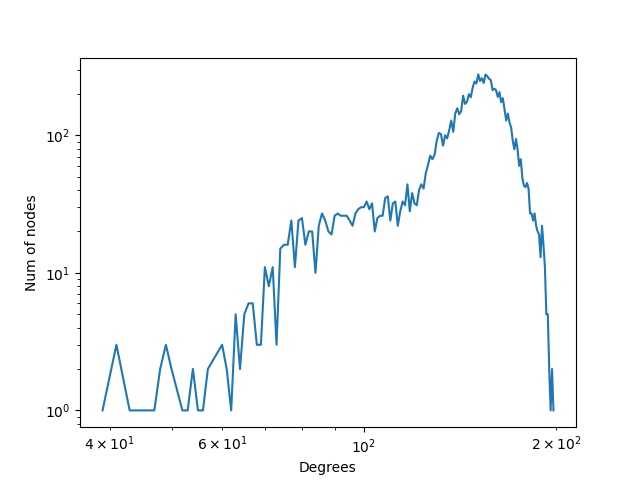 Num of nodes
10²
10¹
10⁰
4 × 10¹
6 × 10¹
10²
2 × 10²
Degrees